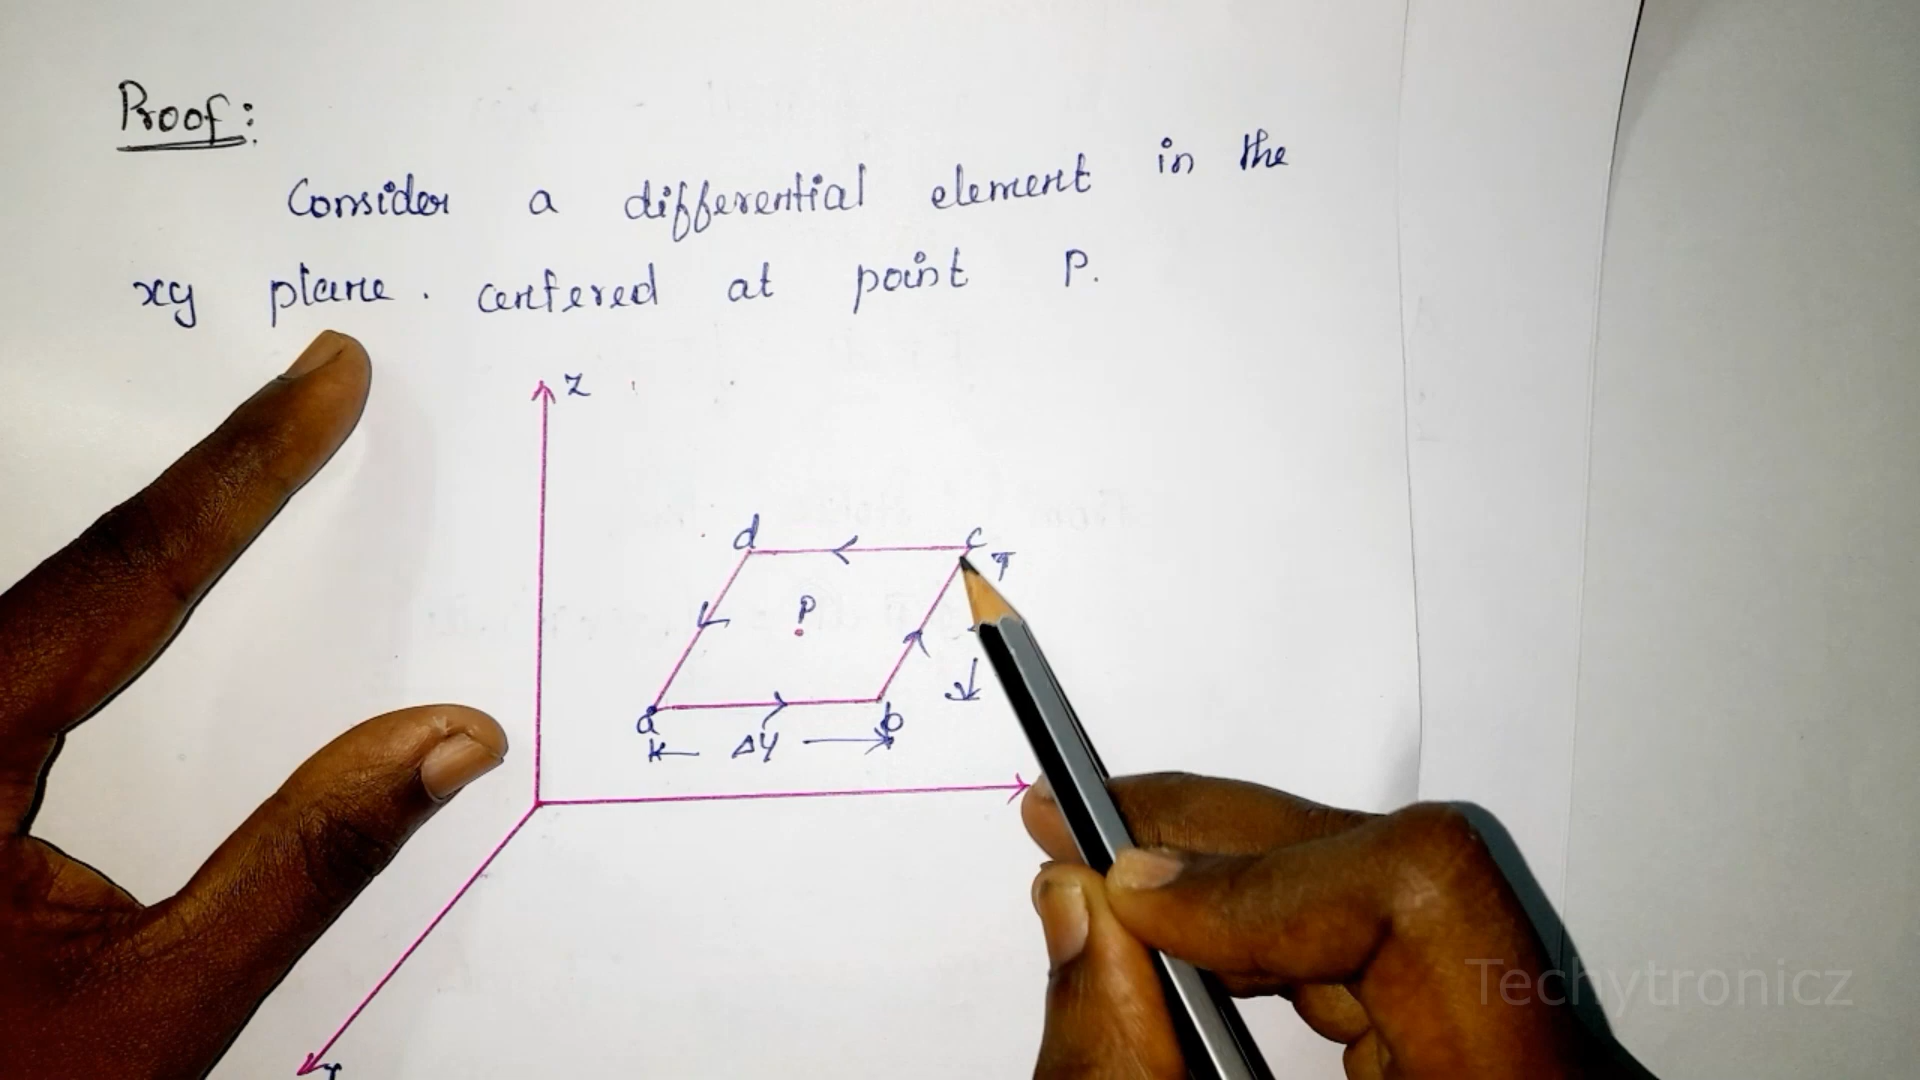 Proof:
Consider a differential element in the
xy plane. centered at point P.
z
d
c
P
a
b
ΔY
x
Techytronicz